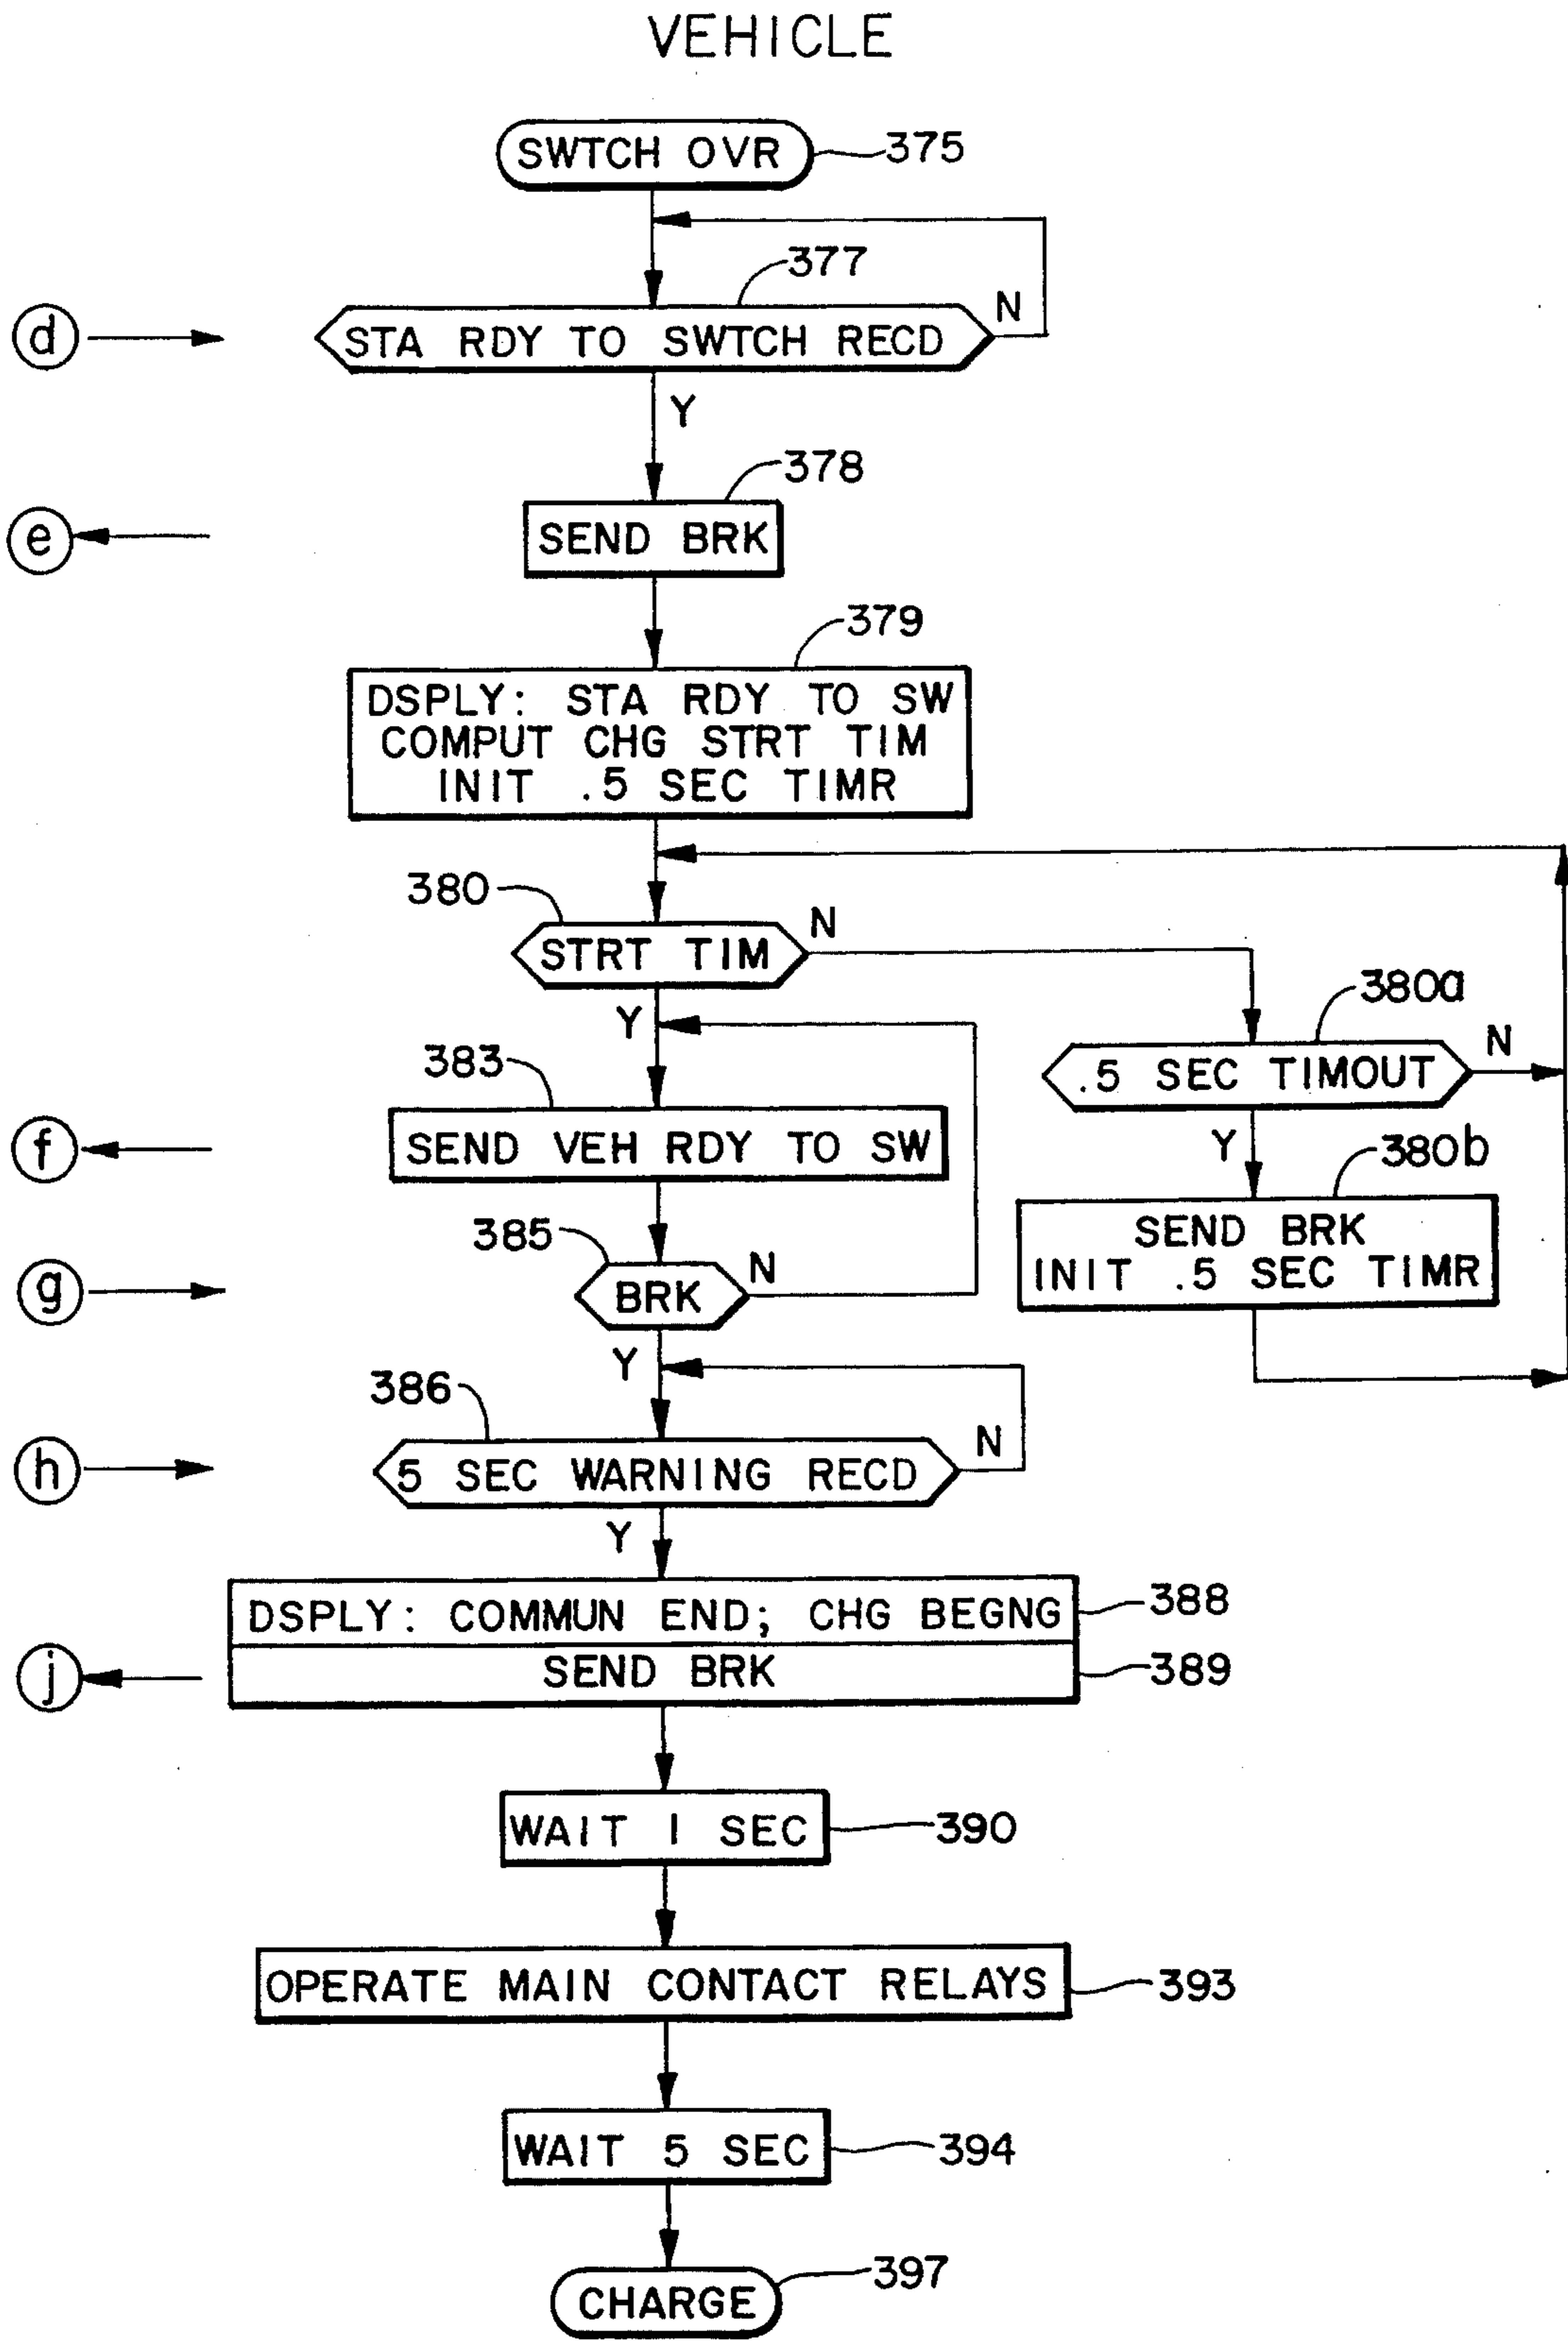 VEHICLE
SWTCH OVR
375
377
d
STA RDY TO SWTCH RECD
N
Y
378
e
SEND BRK
379
DSPLY: STA RDY TO SW
COMPUT CHG STRT TIM
INIT .5 SEC TIMR
380
STRT TIM
N
380a
Y
.5 SEC TIMOUT
N
383
f
SEND VEH RDY TO SW
Y
380b
SEND BRK
INIT .5 SEC TIMR
385
g
BRK
N
Y
386
h
5 SEC WARNING RECD
N
Y
DSPLY: COMMUN END; CHG BEGNG
388
j
SEND BRK
389
WAIT 1 SEC
390
OPERATE MAIN CONTACT RELAYS
393
WAIT 5 SEC
394
CHARGE
397